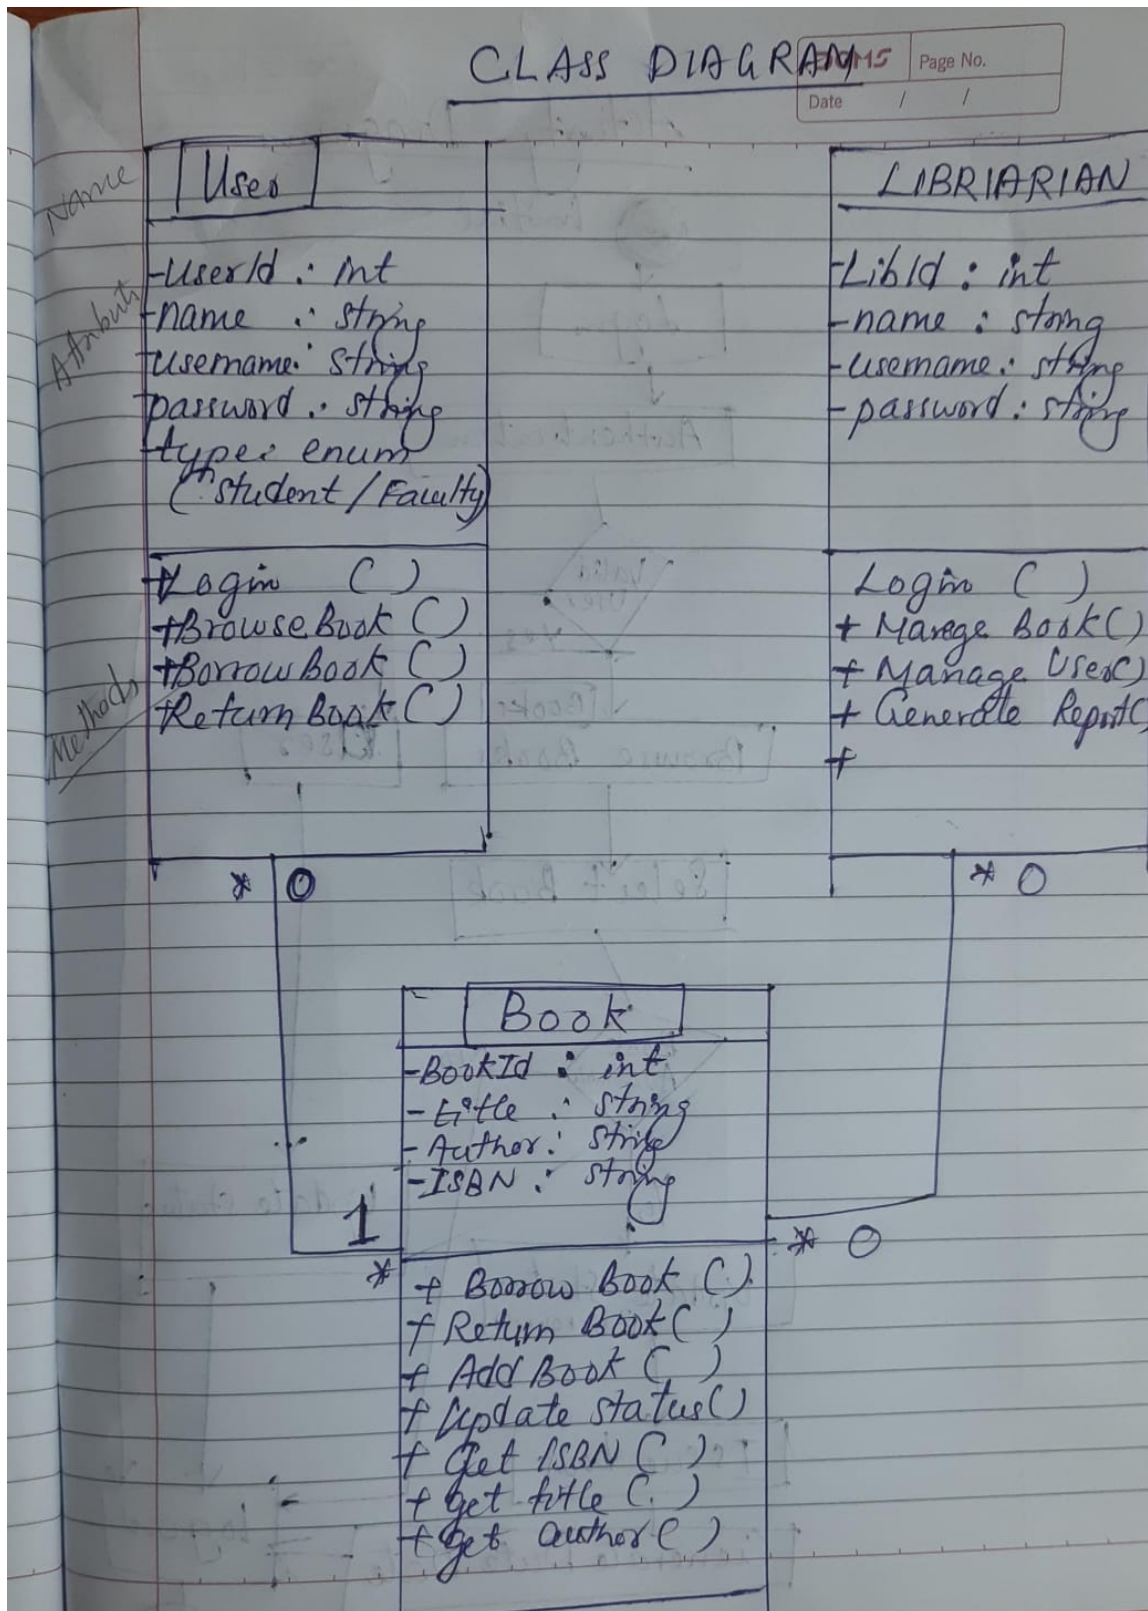 CLASS DIAGRAM
Page No.
Date / /
Name
User
Attributs
-UserId : int
-name : string
-username : string
password : string
-type : enum
(student / Faculty)
Methods
+Login ( )
+BrowseBook ( )
+BorrowBook ( )
+Return Book ( )
* 0
LIBRIARIAN
-LibId : int
-name : string
-username : string
-password : string
Login ( )
+ Manege Book()
+ Manage User()
+ Generate Report(
+
* 0
Book
-BookId : int
-title : string
-Author : string
-ISBN : string
1
*
* 0
+ Borrow Book ( )
+ Return Book ( )
+ Add Book ( )
+ Update status()
+ Get ISBN ( )
+ get title ( )
+ get author ( )